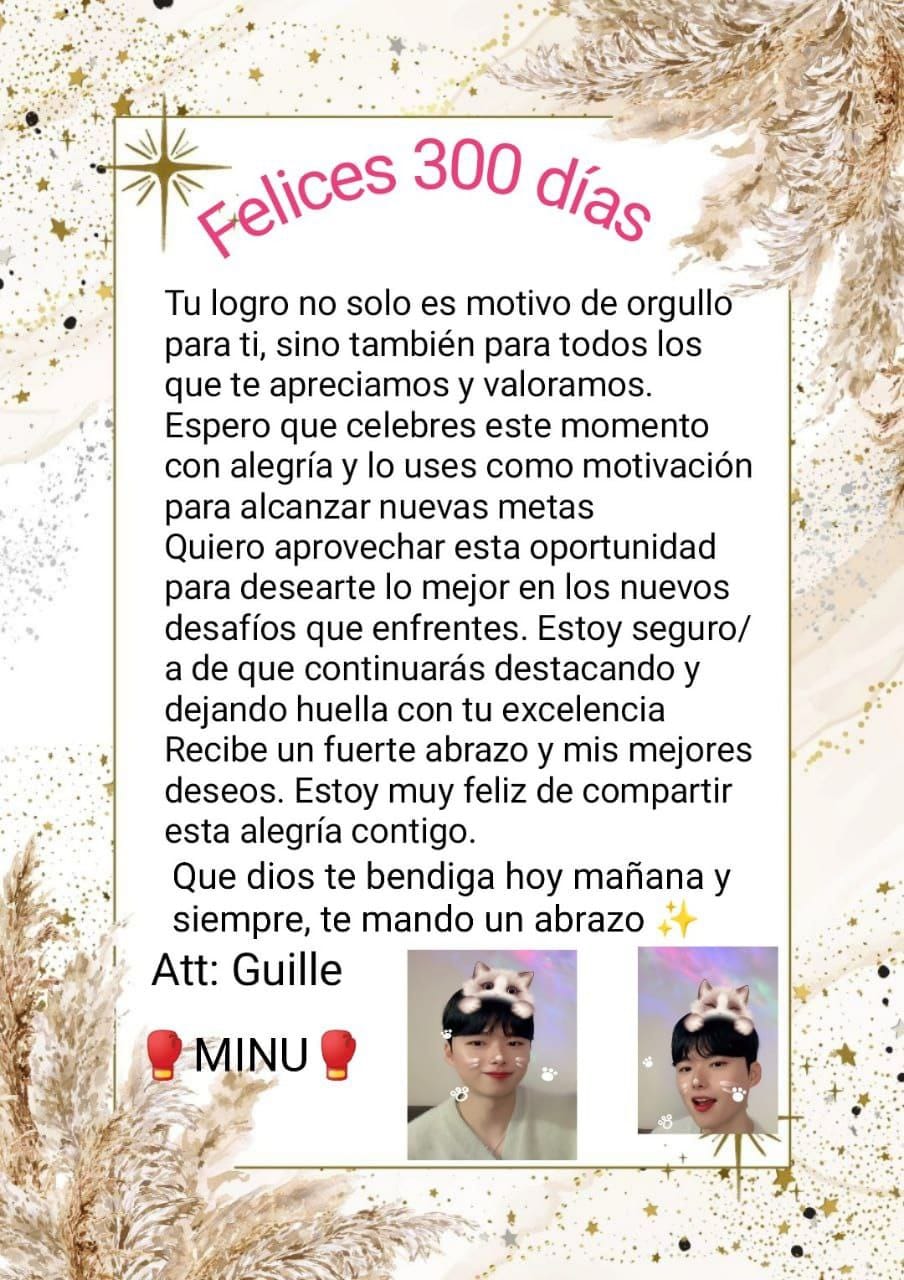 Felices 300 días
Tu logro no solo es motivo de orgullo
para ti, sino también para todos los
que te apreciamos y valoramos.
Espero que celebres este momento
con alegría y lo uses como motivación
para alcanzar nuevas metas
Quiero aprovechar esta oportunidad
para desearte lo mejor en los nuevos
desafíos que enfrentes. Estoy seguro/
a de que continuarás destacando y
dejando huella con tu excelencia
Recibe un fuerte abrazo y mis mejores
deseos. Estoy muy feliz de compartir
esta alegría contigo.
Que dios te bendiga hoy mañana y
siempre, te mando un abrazo ✨
Att: Guille
🥊MINU🥊